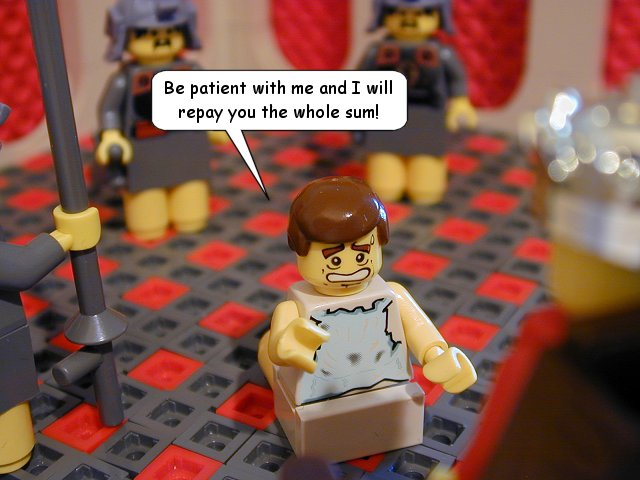 Be patient with me and I will
repay you the whole sum!